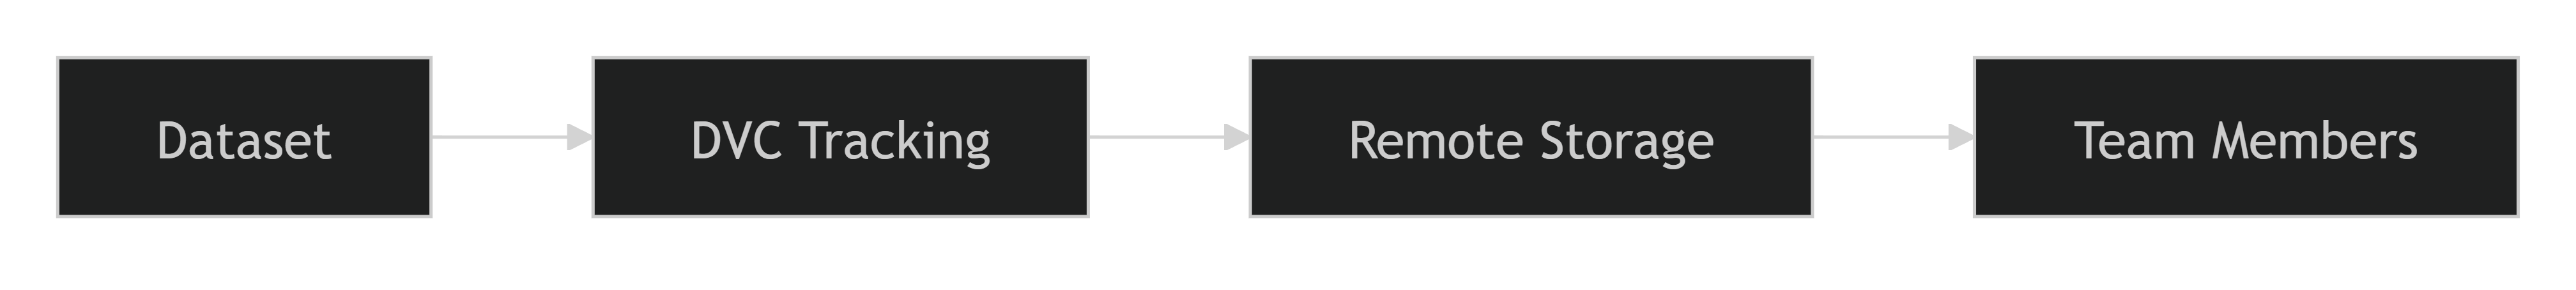 Dataset
DVC Tracking
Remote Storage
Team Members